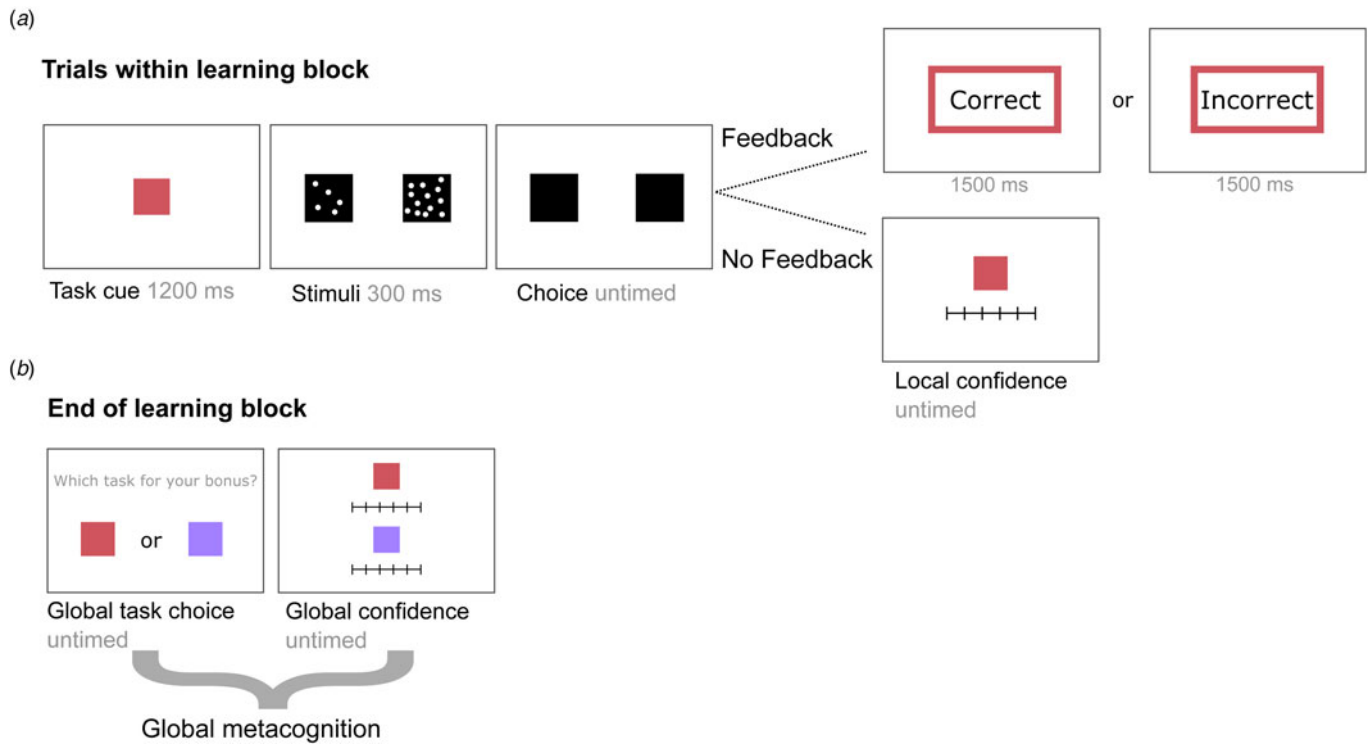 (a)
Trials within learning block
Task cue 1200 ms
Stimuli 300 ms
Choice untimed
Feedback
Correct
1500 ms
or
Incorrect
1500 ms
No Feedback
Local confidence
untimed
(b)
End of learning block
Which task for your bonus?
or
Global task choice
untimed
Global confidence
untimed
Global metacognition